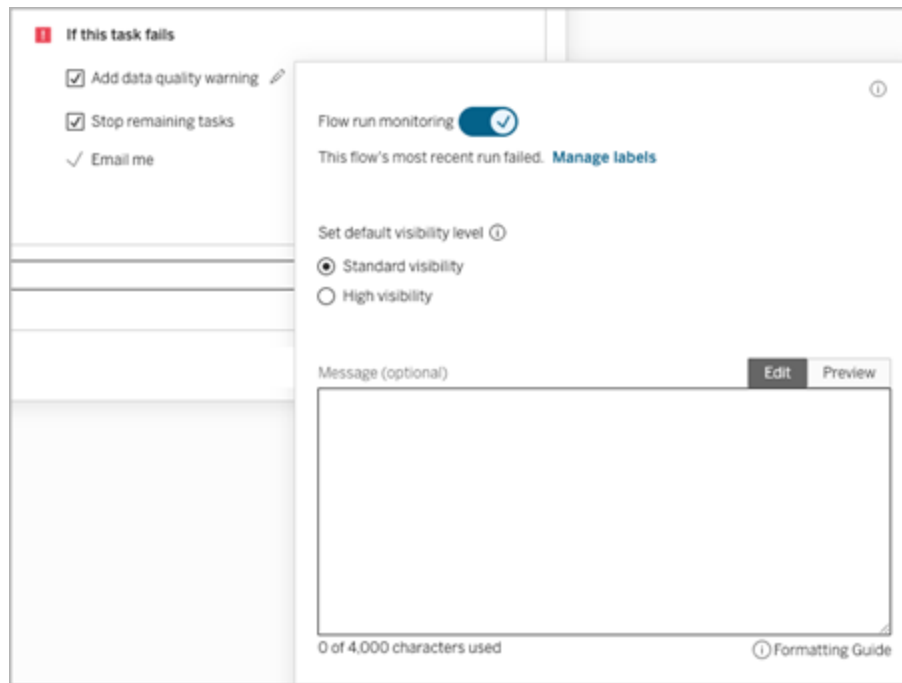 If this task fails
Add data quality warning
Stop remaining tasks
Email me
Flow run monitoring
This flow's most recent run failed. Manage labels
Set default visibility level
Standard visibility
High visibility
Message (optional)
Edit Preview
0 of 4,000 characters used
Formatting Guide